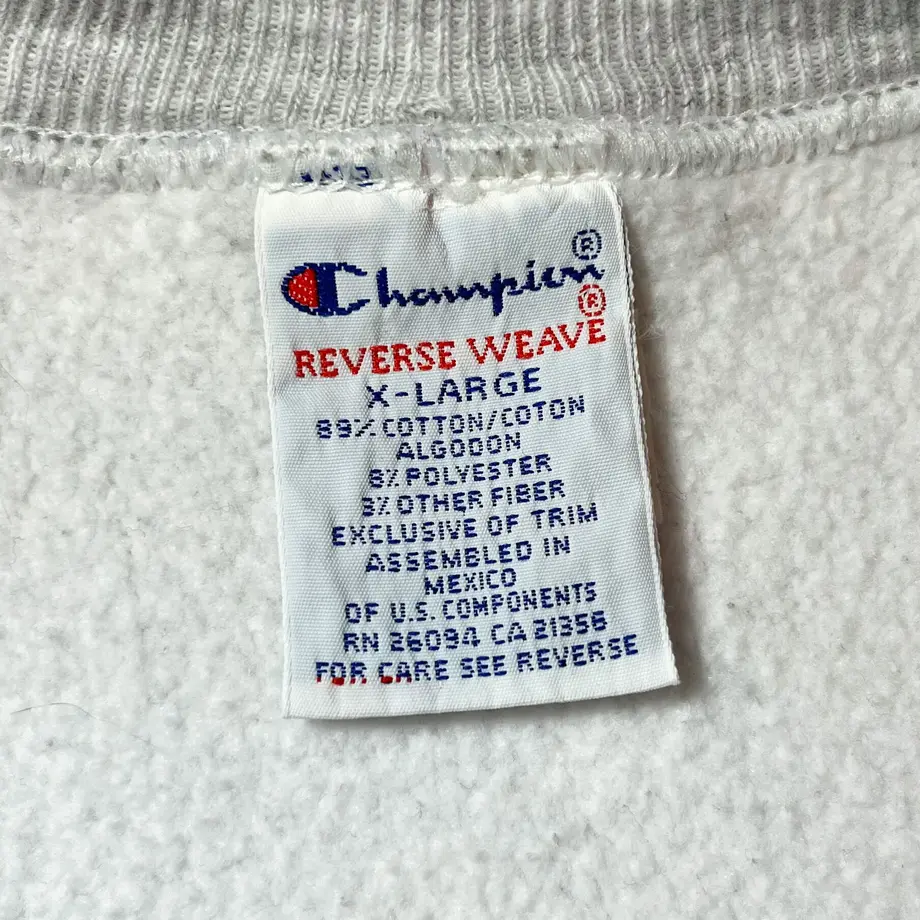 Champion®
REVERSE WEAVE®
X-LARGE
89% COTTON/COTON
ALGODON
8% POLYESTER
3% OTHER FIBER
EXCLUSIVE OF TRIM
ASSEMBLED IN
MEXICO
OF U.S. COMPONENTS
RN 26094 CA 21356
FOR CARE SEE REVERSE